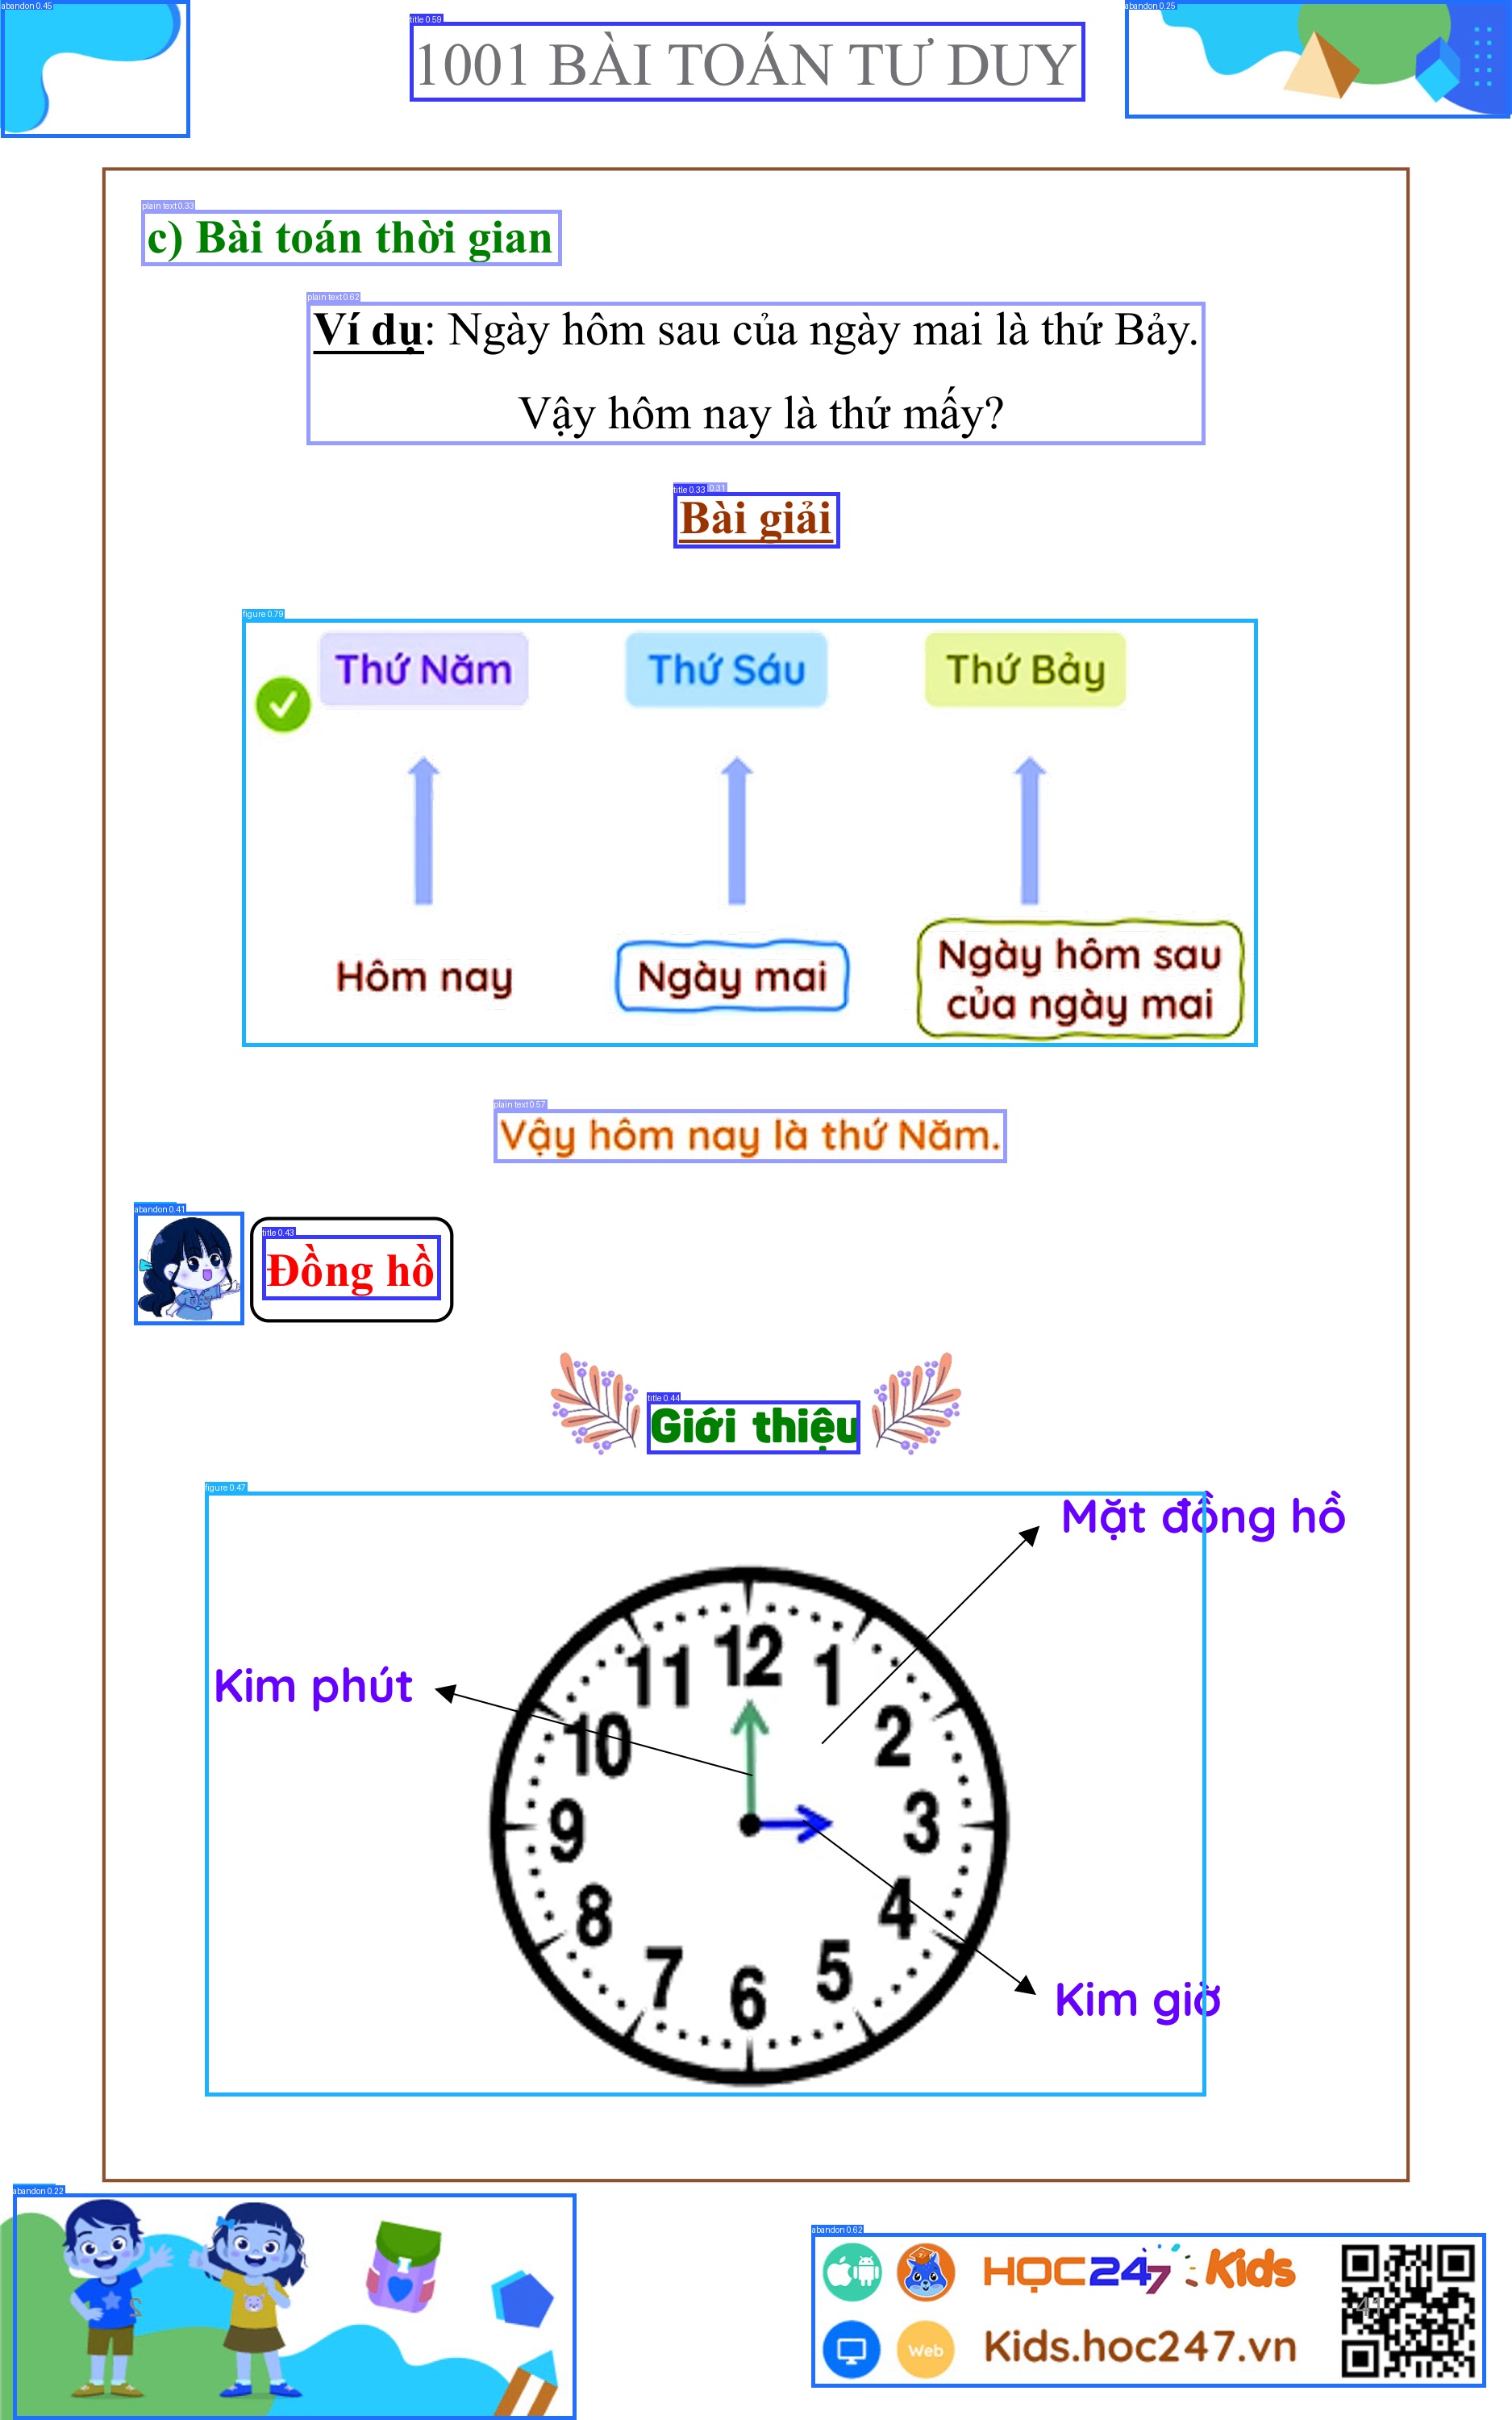 abandon 0.45
title 0.59
abandon 0.25
1001 BÀI TOÁN TƯ DUY
plain text 0.33
c) Bài toán thời gian
plain text 0.62
Ví dụ: Ngày hôm sau của ngày mai là thứ Bảy.
Vậy hôm nay là thứ mấy?
title 0.33 0.31
Bài giải
figure 0.79
Thứ Năm Thứ Sáu Thứ Bảy
Hôm nay Ngày mai Ngày hôm sau
của ngày mai
plain text 0.57
Vậy hôm nay là thứ Năm.
abandon 0.41
title 0.43
Đồng hồ
title 0.44
Giới thiệu
figure 0.47
Mặt đồng hồ
Kim phút
12
11 1
10 2
9 3
8 4
7 5
6
Kim giờ
abandon 0.22
abandon 0.62
HỌC247 Kids
41
Web Kids.hoc247.vn